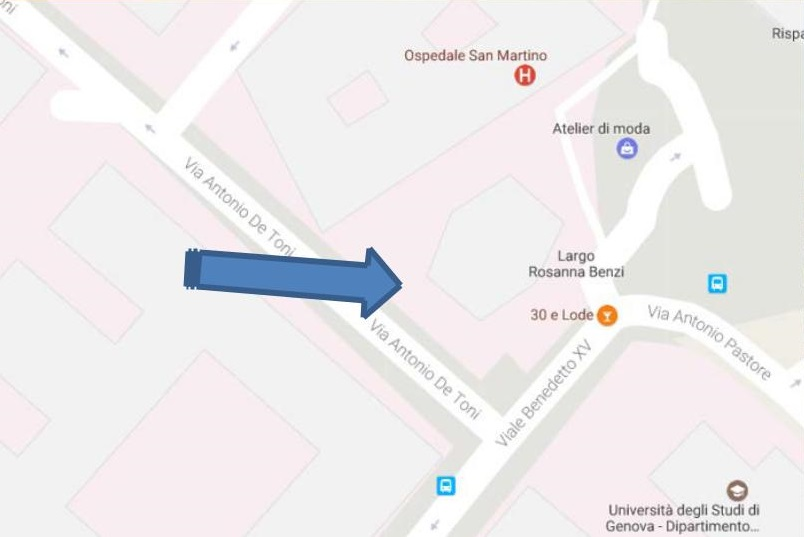 Ospedale San Martino
H
Rispa
Atelier di moda
Via Antonio De Toni
Largo
Rosanna Benzi
30 e Lode
Via Antonio Pastore
Via Antonio De Toni
Viale Benedetto XV
Università degli Studi di
Genova - Dipartimento...